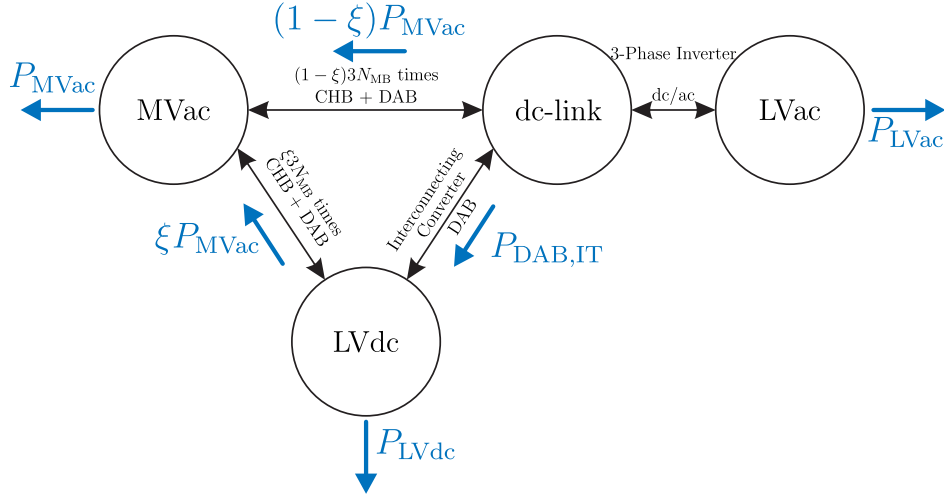 (1 − ξ)P_MVac
P_MVac
(1 − ξ)3N_MB times
CHB + DAB
3-Phase Inverter
dc/ac
MVac
dc-link
LVac
P_LVac
ξ3N_MB times
CHB + DAB
Interconnecting
Converter
DAB
ξP_MVac
P_DAB,IT
LVdc
P_LVdc